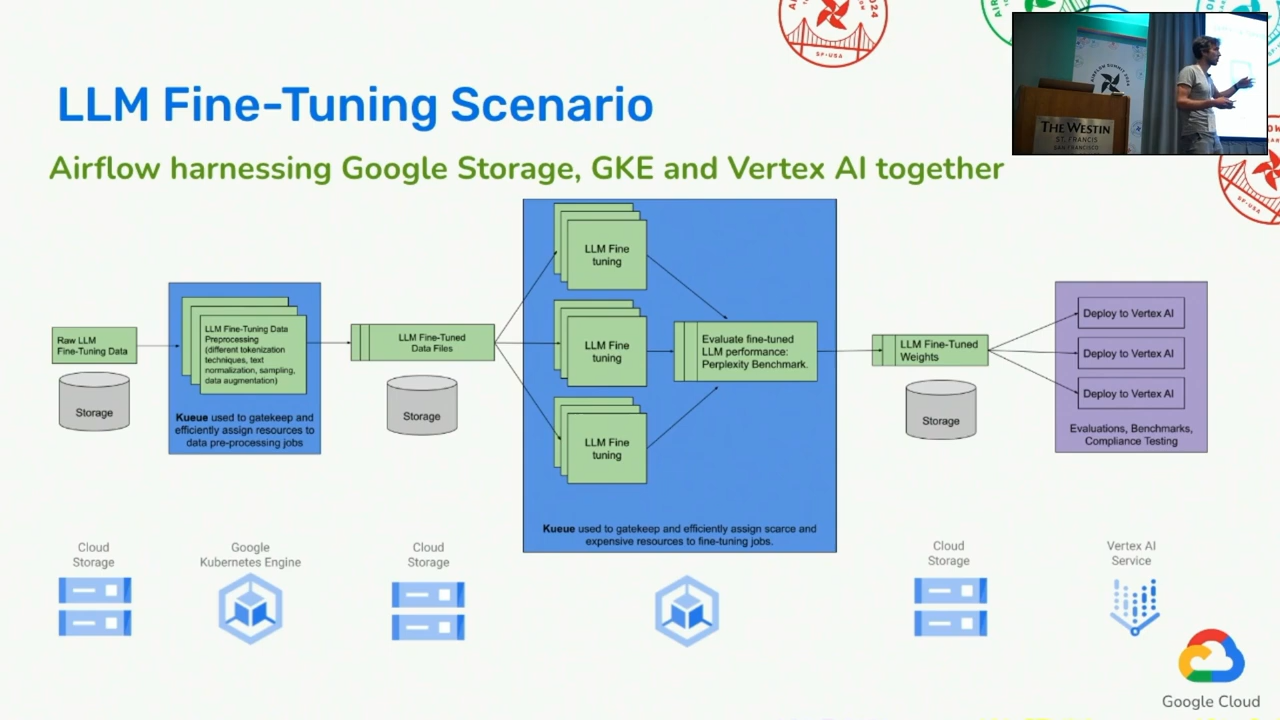 2024
SF-USA
LLM Fine-Tuning Scenario
Airflow harnessing Google Storage, GKE and Vertex AI together
THE WESTIN
ST. FRANCIS
SAN FRANCISCO
SF-USA
Raw LLM
Fine-Tuning Data
Storage
LLM Fine-Tuning Data
Preprocessing
(different tokenization
techniques, text
normalization, sampling,
data augmentation)
Kueue used to gatekeep and
efficiently assign resources to
data pre-processing jobs
LLM Fine-Tuned
Data Files
Storage
LLM Fine
tuning
LLM Fine
tuning
LLM Fine
tuning
Evaluate fine-tuned
LLM performance:
Perplexity Benchmark.
Kueue used to gatekeep and efficiently assign scarce and
expensive resources to fine-tuning jobs.
LLM Fine-Tuned
Weights
Storage
Deploy to Vertex AI
Deploy to Vertex AI
Deploy to Vertex AI
Evaluations, Benchmarks,
Compliance Testing
Cloud
Storage
Google
Kubernetes Engine
Cloud
Storage
Cloud
Storage
Vertex AI
Service
Google Cloud